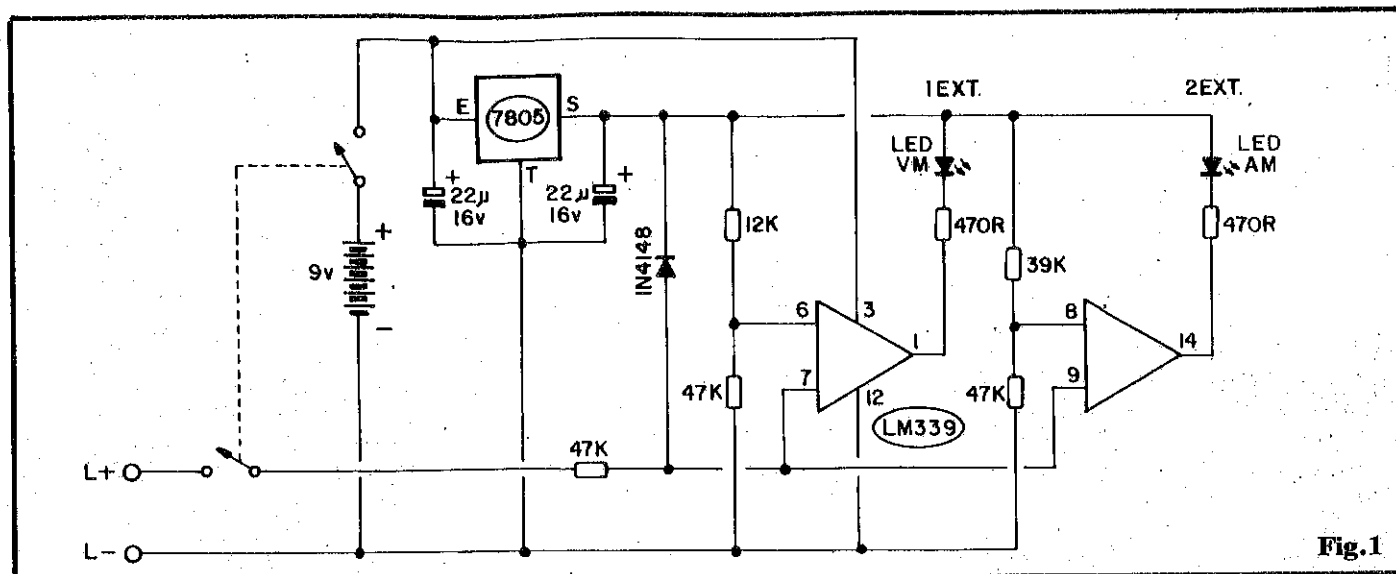 1EXT.
2EXT.
E
7805
S
T
LED
VM
LED
AM
+
22µ
16v
+
22µ
16v
1N4148
12K
470R
39K
470R
+
9v
−
6
3
1
7
12
8
14
9
47K
47K
LM339
L+
47K
L−
Fig.1